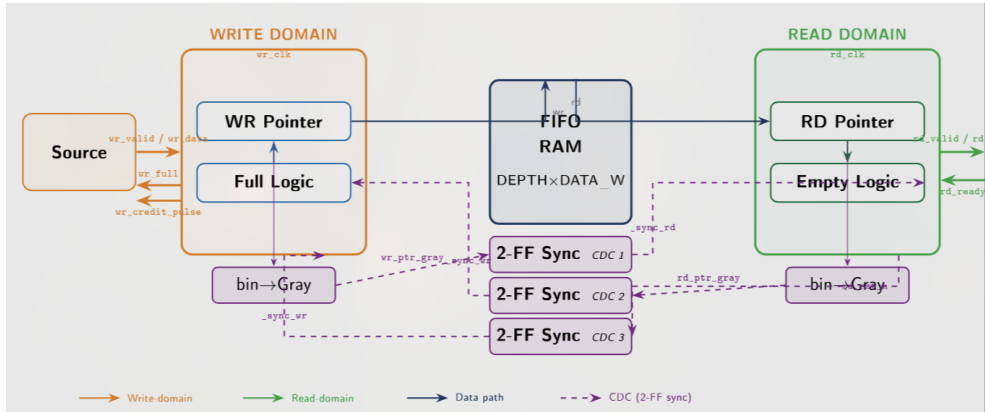 WRITE DOMAIN
wr_clk
READ DOMAIN
rd_clk
Source
wr_valid / wr_data
wr_full
wr_credit_pulse
WR Pointer
Full Logic
wr
rd
FIFO
RAM
DEPTH×DATA_W
RD Pointer
Empty Logic
rd_valid / rd
rd_ready
_sync_rd
2-FF Sync CDC 1
wr_ptr_gray
_sync_wr
bin→Gray
2-FF Sync CDC 2
rd_ptr_gray
bin→Gray
_sync_wr
2-FF Sync CDC 3
Write-domain
Read-domain
Data path
CDC (2-FF sync)